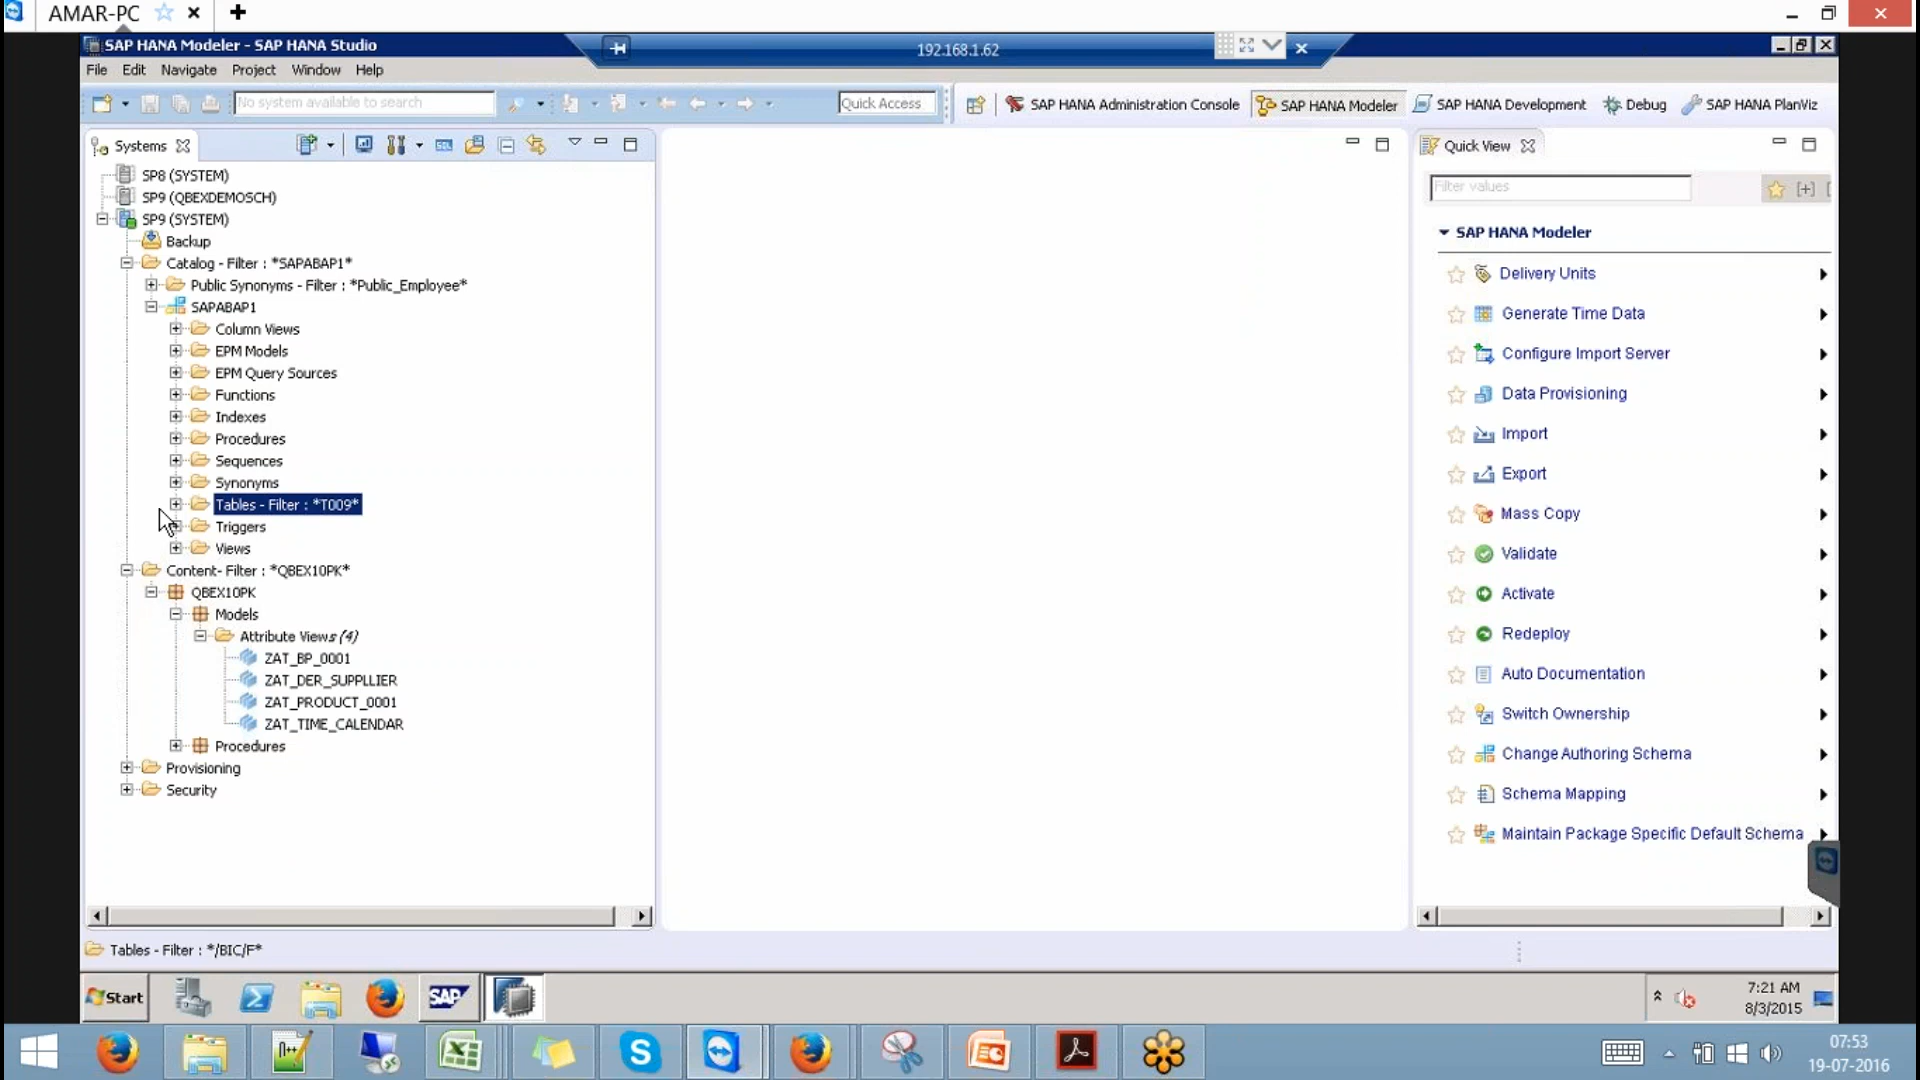 AMAR-PC
SAP HANA Modeler - SAP HANA Studio
192.168.1.62
File Edit Navigate Project Window Help
No system available to search
Quick Access
SAP HANA Administration Console
SAP HANA Modeler
SAP HANA Development
Debug
SAP HANA PlanViz
Systems
SP8 (SYSTEM)
SP9 (QBEXDEMOSCH)
SP9 (SYSTEM)
Backup
Catalog - Filter : *SAPABAP1*
Public Synonyms - Filter : *Public_Employee*
SAPABAP1
Column Views
EPM Models
EPM Query Sources
Functions
Indexes
Procedures
Sequences
Synonyms
Tables - Filter : *T009*
Triggers
Views
Content- Filter : *QBEX10PK*
QBEX10PK
Models
Attribute Views (4)
ZAT_BP_0001
ZAT_DER_SUPPLLIER
ZAT_PRODUCT_0001
ZAT_TIME_CALENDAR
Procedures
Provisioning
Security
Quick View
Filter values
SAP HANA Modeler
Delivery Units
Generate Time Data
Configure Import Server
Data Provisioning
Import
Export
Mass Copy
Validate
Activate
Redeploy
Auto Documentation
Switch Ownership
Change Authoring Schema
Schema Mapping
Maintain Package Specific Default Schema
Tables - Filter : */BIC/F*
Start
SAP
7:21 AM
8/3/2015
07:53
19-07-2016